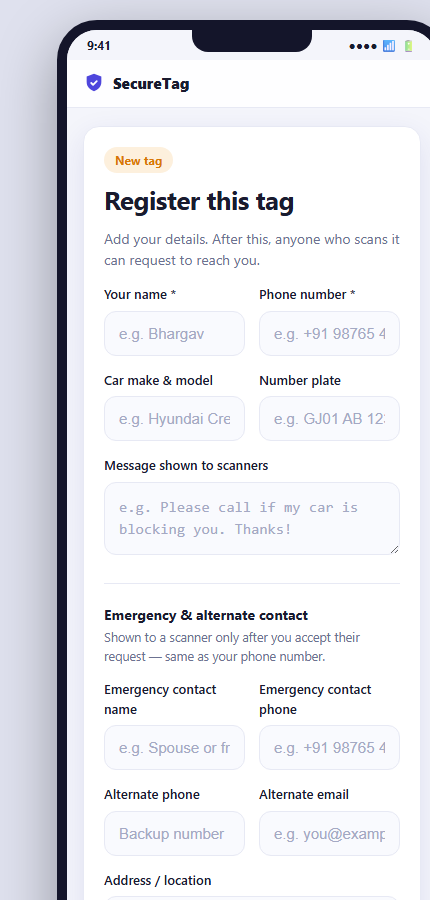 9:41
SecureTag
New tag
Register this tag
Add your details. After this, anyone who scans it
can request to reach you.
Your name *
Phone number *
e.g. Bhargav
e.g. +91 98765 4
Car make & model
Number plate
e.g. Hyundai Cre
e.g. GJ01 AB 123
Message shown to scanners
e.g. Please call if my car is
blocking you. Thanks!
Emergency & alternate contact
Shown to a scanner only after you accept their
request — same as your phone number.
Emergency contact
name
Emergency contact
phone
e.g. Spouse or fr
e.g. +91 98765 4
Alternate phone
Alternate email
Backup number
e.g. you@examp
Address / location